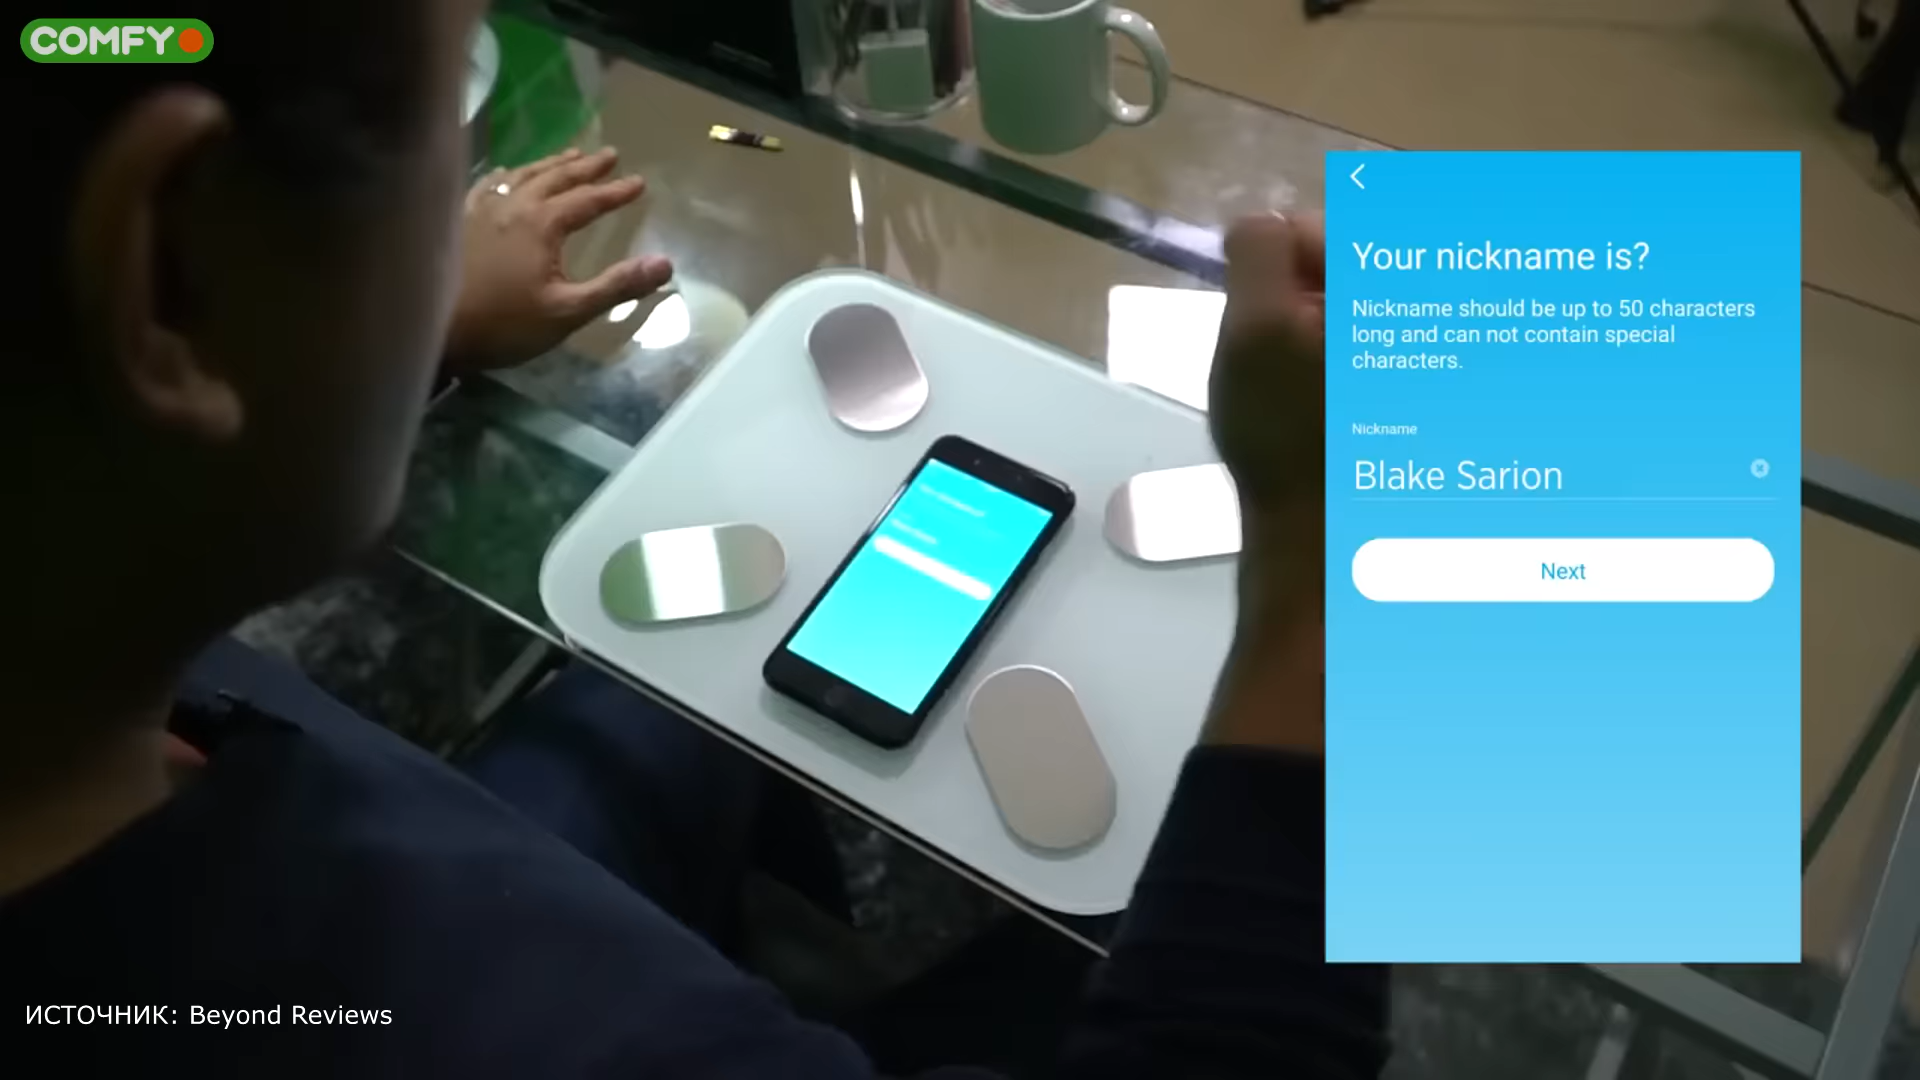 COMFY
Your nickname is?
Nickname should be up to 50 characters
long and can not contain special
characters.
Nickname
Blake Sarion
Next
ИСТОЧНИК: Beyond Reviews